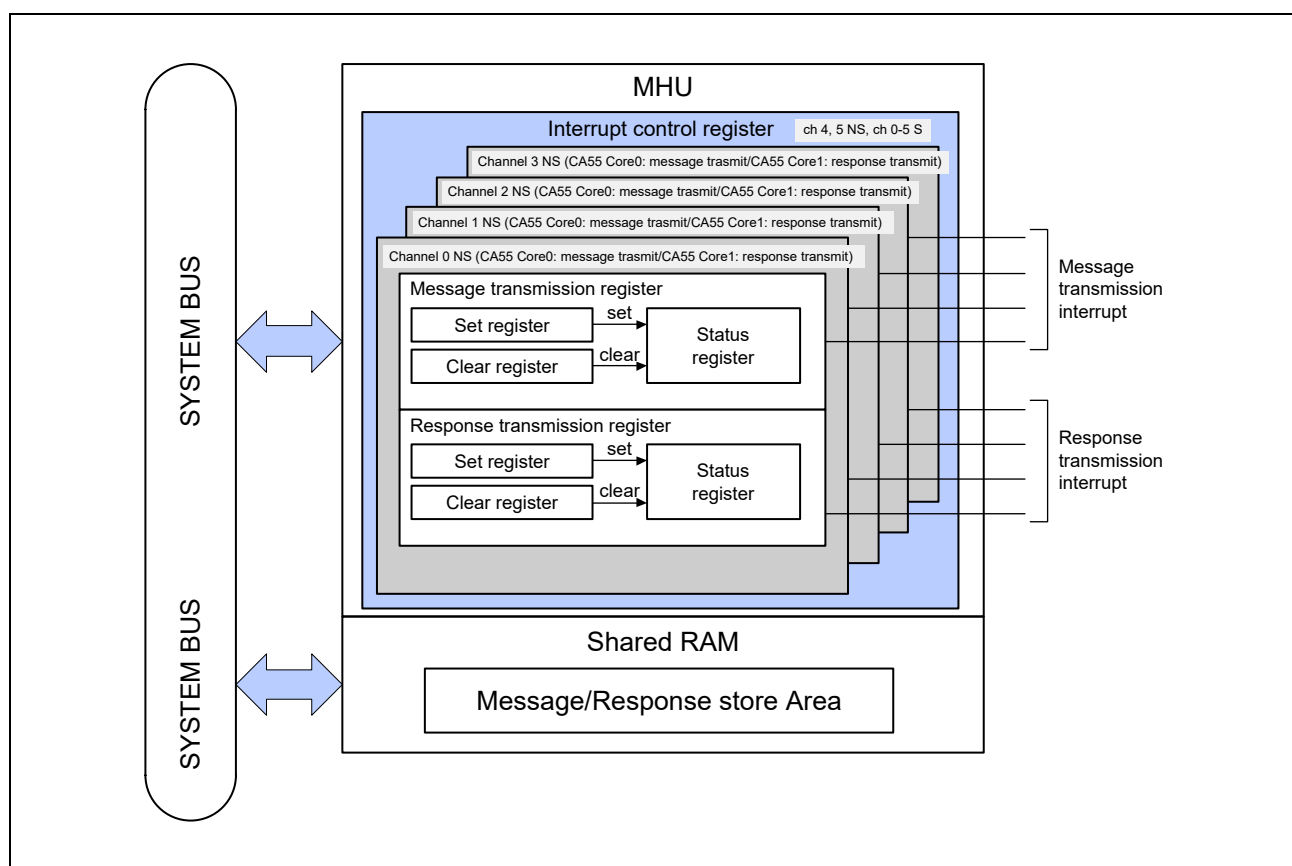 SYSTEM BUS
SYSTEM BUS
MHU
Interrupt control register
ch 4, 5 NS, ch 0-5 S
Channel 3 NS (CA55 Core0: message trasmit/CA55 Core1: response transmit)
Channel 2 NS (CA55 Core0: message trasmit/CA55 Core1: response transmit)
Channel 1 NS (CA55 Core0: message trasmit/CA55 Core1: response transmit)
Channel 0 NS (CA55 Core0: message trasmit/CA55 Core1: response transmit)
Message transmission register
Set register
set
Clear register
clear
Status
register
Response transmission register
Set register
set
Clear register
clear
Status
register
Message
transmission
interrupt
Response
transmission
interrupt
Shared RAM
Message/Response store Area